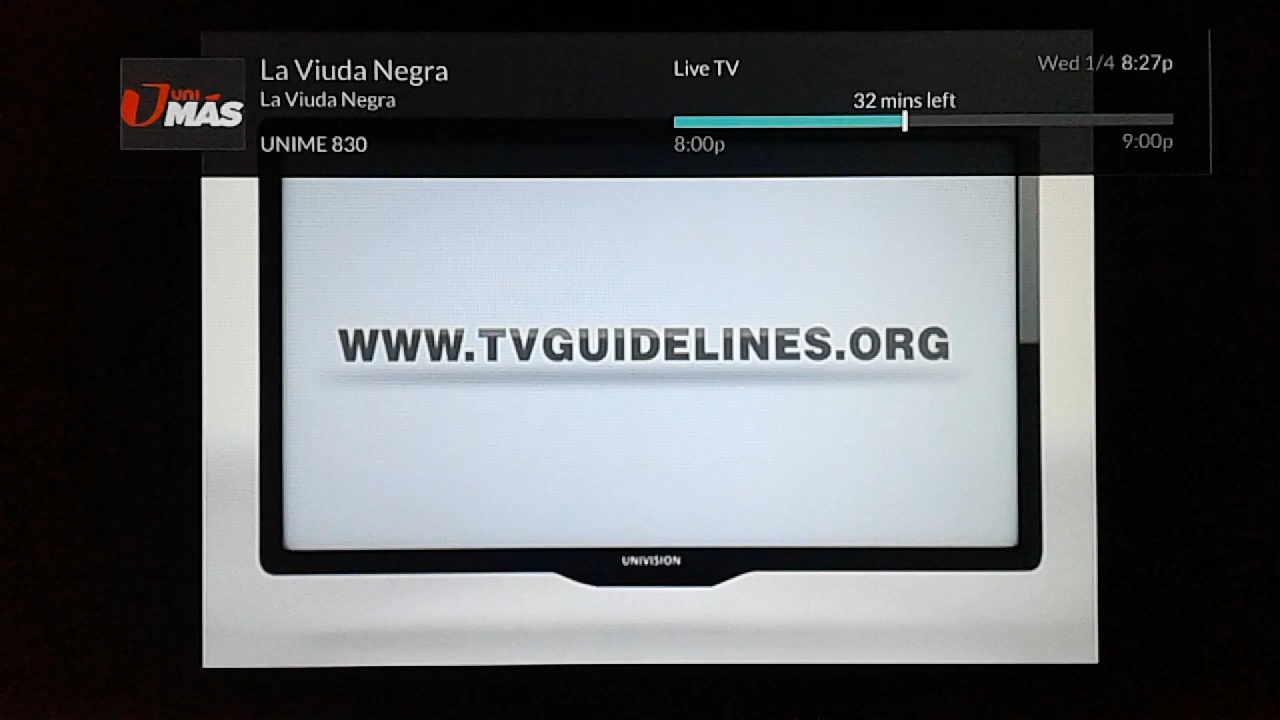 UNI
MÁS
La Viuda Negra
La Viuda Negra
UNIME 830
Live TV
Wed 1/4 8:27p
32 mins left
8:00p
9:00p
WWW.TVGUIDELINES.ORG
UNIVISION